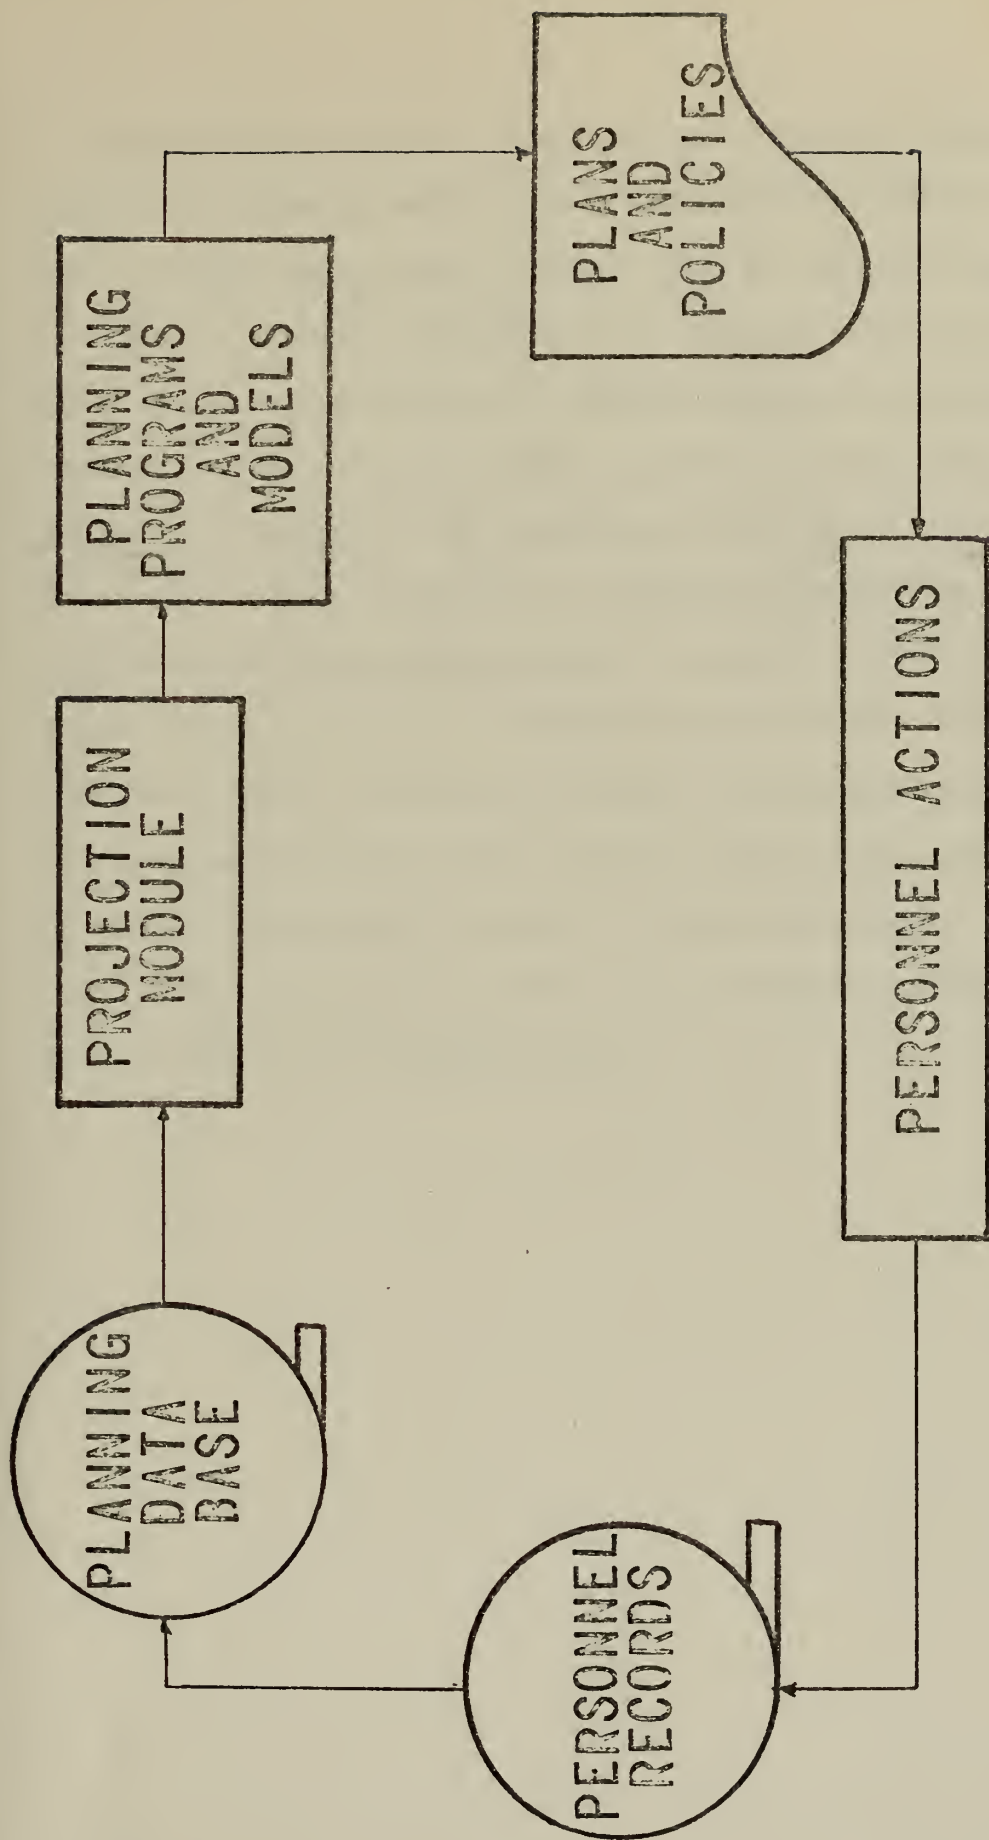 PLANNING
DATA
BASE
PROJECTION
MODULE
PLANNING
PROGRAMS
AND
MODELS
PERSONNEL
RECORDS
PLANS
AND
POLICIES
PERSONNEL ACTIONS